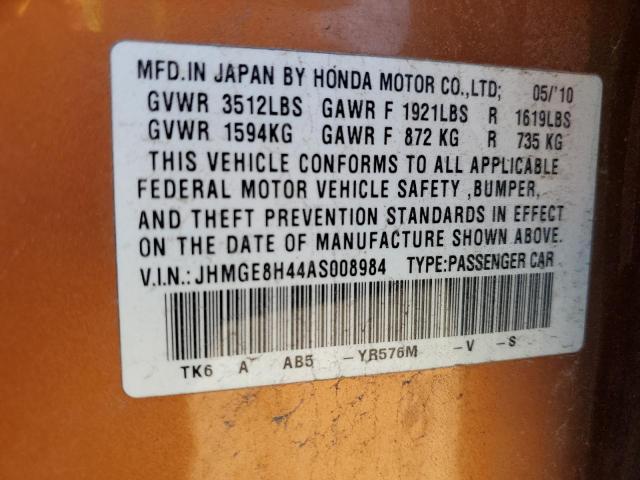 MFD.IN JAPAN BY HONDA MOTOR CO.,LTD; 05/'10
GVWR 3512LBS GAWR F 1921LBS R 1619LBS
GVWR 1594KG GAWR F 872 KG R 735 KG
THIS VEHICLE CONFORMS TO ALL APPLICABLE
FEDERAL MOTOR VEHICLE SAFETY ,BUMPER,
AND THEFT PREVENTION STANDARDS IN EFFECT
ON THE DATE OF MANUFACTURE SHOWN ABOVE.
V.I.N.:JHMGE8H44AS008984 TYPE:PASSENGER CAR
TK6 A AB5 -YR576M -V -S